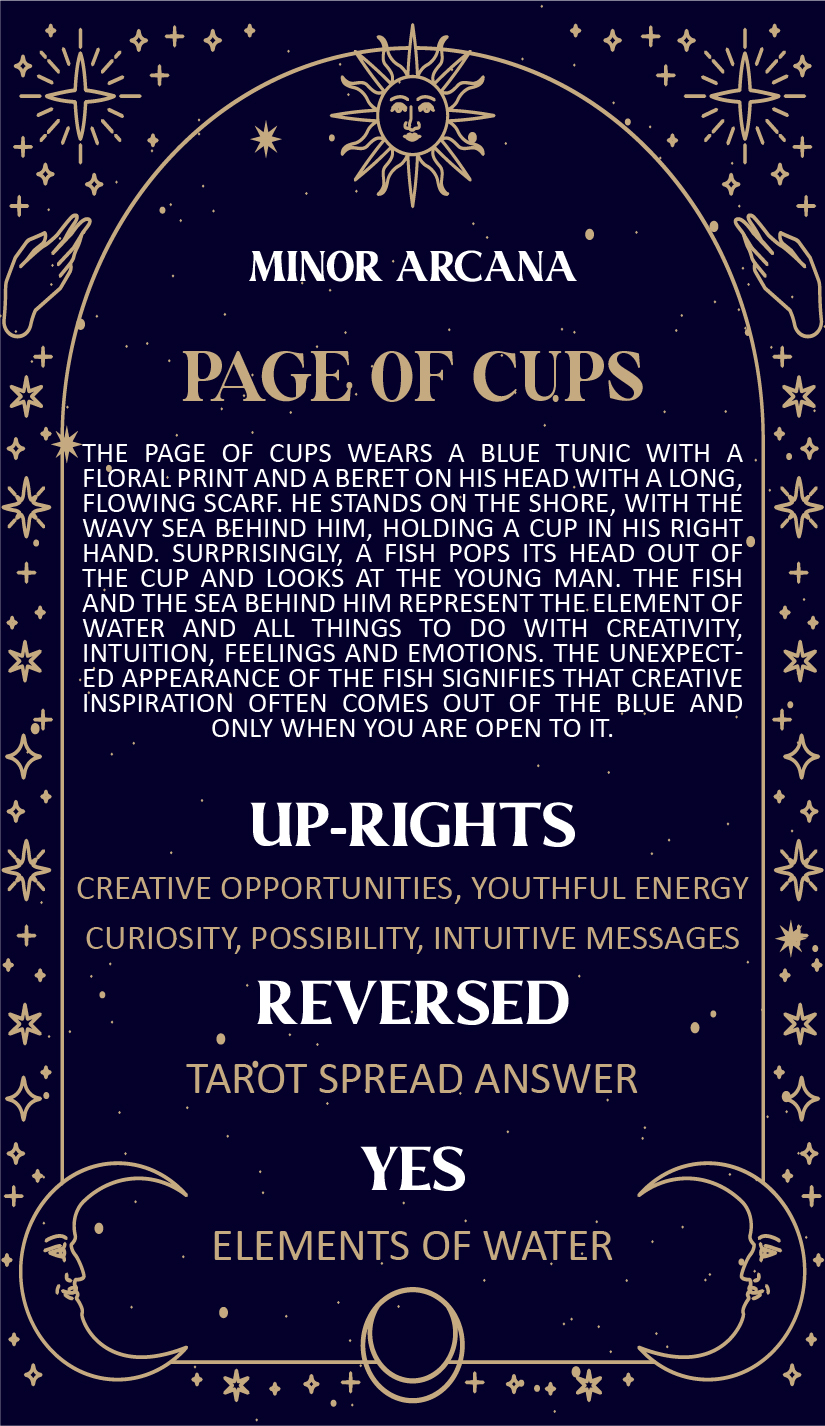 MINOR ARCANA
PAGE OF CUPS
THE PAGE OF CUPS WEARS A BLUE TUNIC WITH A
FLORAL PRINT AND A BERET ON HIS HEAD WITH A LONG,
FLOWING SCARF. HE STANDS ON THE SHORE, WITH THE
WAVY SEA BEHIND HIM, HOLDING A CUP IN HIS RIGHT
HAND. SURPRISINGLY, A FISH POPS ITS HEAD OUT OF
THE CUP AND LOOKS AT THE YOUNG MAN. THE FISH
AND THE SEA BEHIND HIM REPRESENT THE ELEMENT OF
WATER AND ALL THINGS TO DO WITH CREATIVITY,
INTUITION, FEELINGS AND EMOTIONS. THE UNEXPECT-
ED APPEARANCE OF THE FISH SIGNIFIES THAT CREATIVE
INSPIRATION OFTEN COMES OUT OF THE BLUE AND
ONLY WHEN YOU ARE OPEN TO IT.
UP-RIGHTS
CREATIVE OPPORTUNITIES, YOUTHFUL ENERGY
CURIOSITY, POSSIBILITY, INTUITIVE MESSAGES
REVERSED
TAROT SPREAD ANSWER
YES
ELEMENTS OF WATER